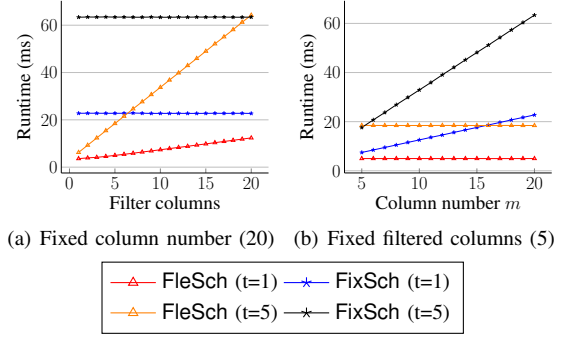 Runtime (ms)
60
40
20
0
0
5
10
15
20
Filter columns
(a) Fixed column number (20)
Runtime (ms)
60
40
20
0
5
10
15
20
Column number m
(b) Fixed filtered columns (5)
FleSch (t=1)
FixSch (t=1)
FleSch (t=5)
FixSch (t=5)